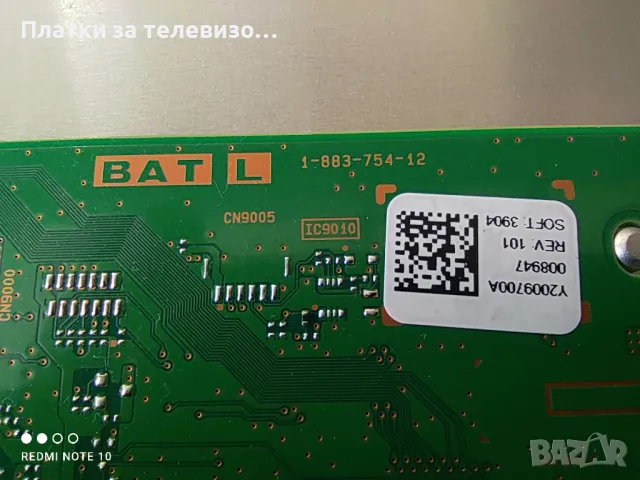 Платки за телевизо...
BAT L
1-883-754-12
CN9005
IC9010
CN9000
Y2009700A
008947
REV: 101
SOFT: 3904
REDMI NOTE 10
BAZAR